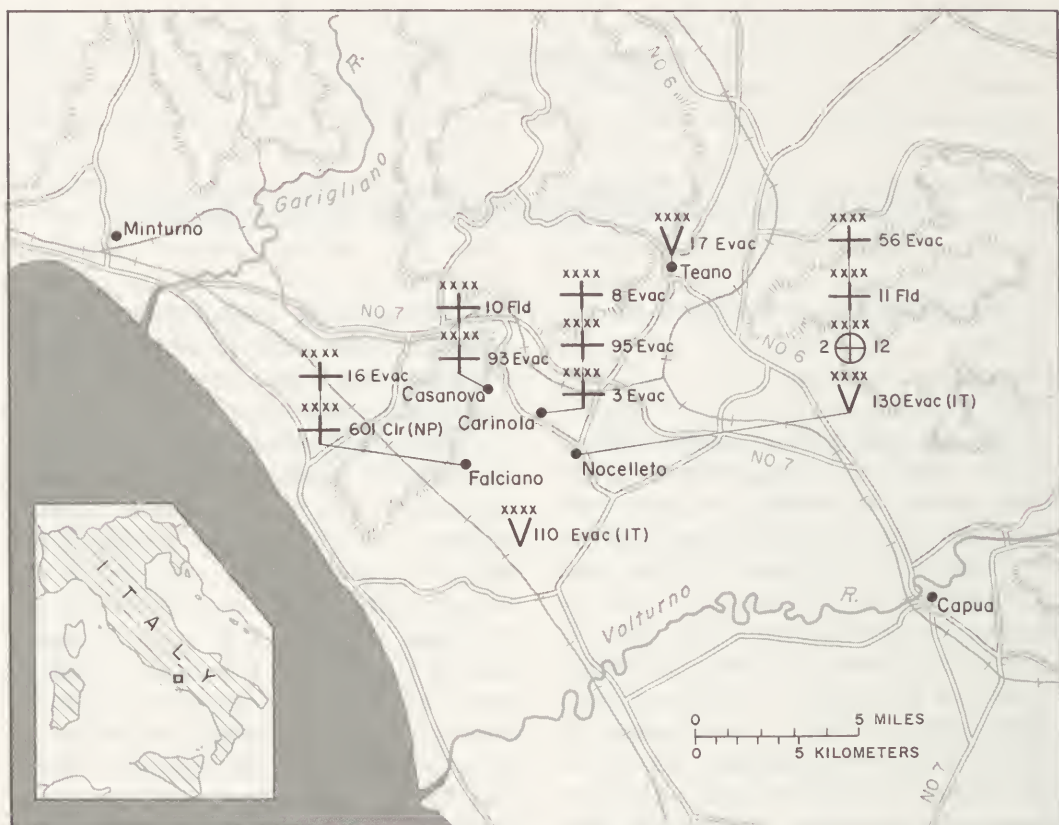 NO 6
R.
Garigliano
Minturno
xxxx
17 Evac
Teano
xxxx
56 Evac
xxxx
11 Fld
xxxx
2 12
xxxx
130 Evac (IT)
NO 7
xxxx
10 Fld
xxxx
93 Evac
Casanova
xxxx
8 Evac
xxxx
95 Evac
xxxx
3 Evac
Carinola
NO 6
xxxx
16 Evac
xxxx
601 Clr (NP)
Falciano
Nocelleto
NO 7
xxxx
110 Evac (IT)
Volturno R.
Capua
ITALY
0 5 MILES
0 5 KILOMETERS
NO 7